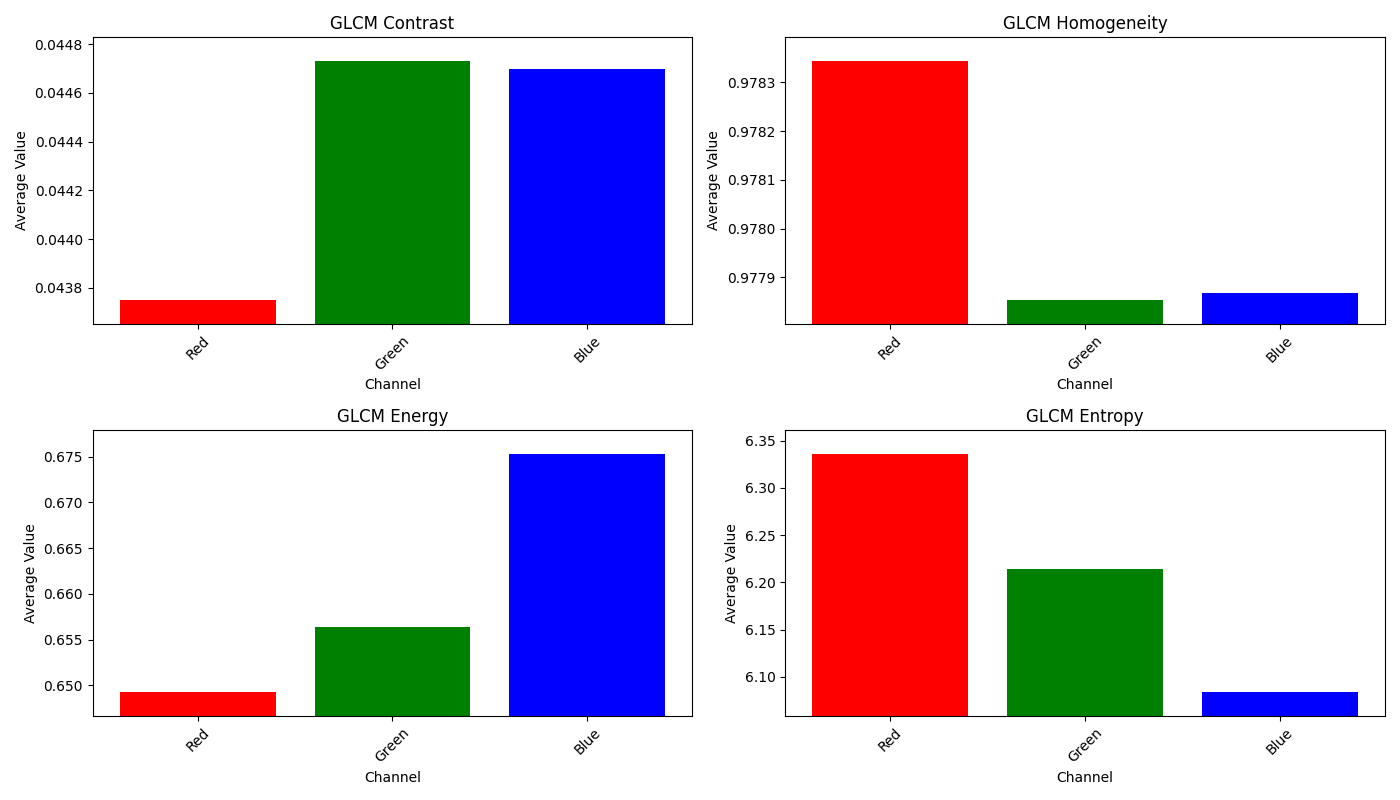 GLCM Contrast
Average Value
0.0448
0.0446
0.0444
0.0442
0.0440
0.0438
Red
Green
Blue
Channel
GLCM Homogeneity
Average Value
0.9783
0.9782
0.9781
0.9780
0.9779
Red
Green
Blue
Channel
GLCM Energy
Average Value
0.675
0.670
0.665
0.660
0.655
0.650
Red
Green
Blue
Channel
GLCM Entropy
Average Value
6.35
6.30
6.25
6.20
6.15
6.10
Red
Green
Blue
Channel